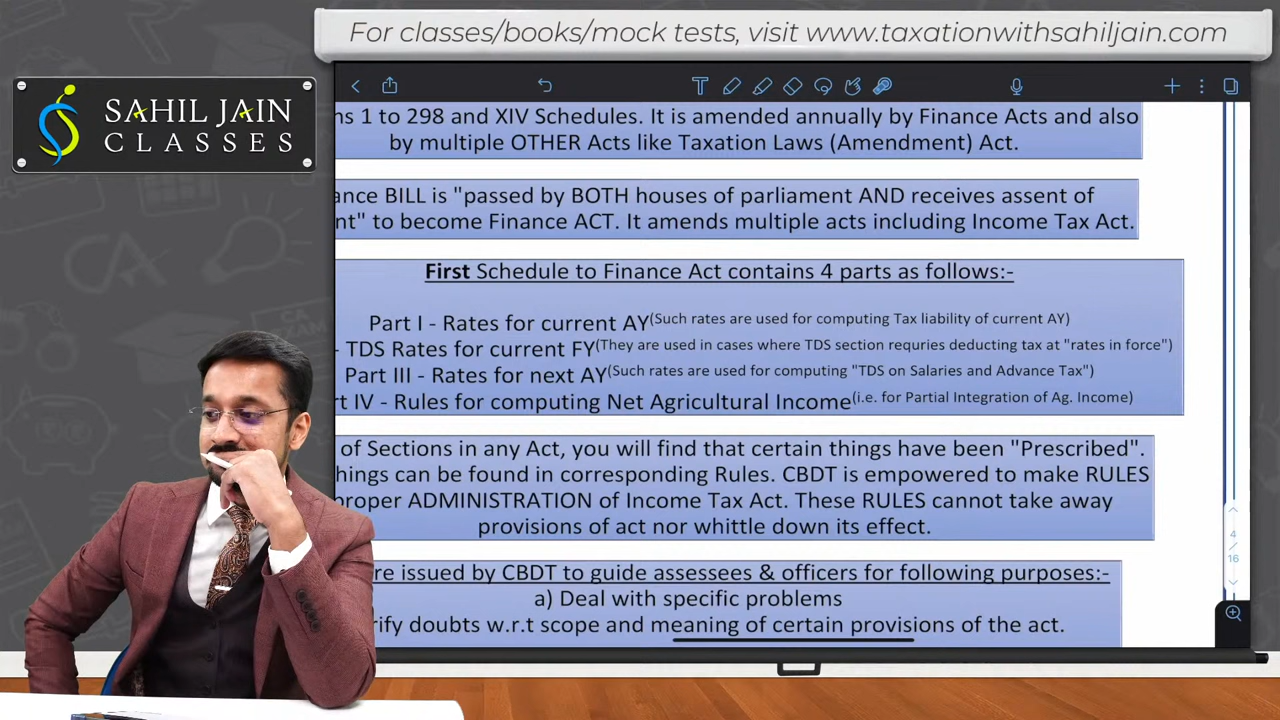 For classes/books/mock tests, visit www.taxationwithsahiljain.com
SAHIL JAIN
CLASSES
ns 1 to 298 and XIV Schedules. It is amended annually by Finance Acts and also
by multiple OTHER Acts like Taxation Laws (Amendment) Act.
ance BILL is "passed by BOTH houses of parliament AND receives assent of
nt" to become Finance ACT. It amends multiple acts including Income Tax Act.
First Schedule to Finance Act contains 4 parts as follows:-
Part I - Rates for current AY(Such rates are used for computing Tax liability of current AY)
- TDS Rates for current FY(They are used in cases where TDS section requries deducting tax at "rates in force")
Part III - Rates for next AY(Such rates are used for computing "TDS on Salaries and Advance Tax")
rt IV - Rules for computing Net Agricultural Income(i.e. for Partial Integration of Ag. Income)
of Sections in any Act, you will find that certain things have been "Prescribed".
things can be found in corresponding Rules. CBDT is empowered to make RULES
proper ADMINISTRATION of Income Tax Act. These RULES cannot take away
provisions of act nor whittle down its effect.
re issued by CBDT to guide assessees & officers for following purposes:-
a) Deal with specific problems
rify doubts w.r.t scope and meaning of certain provisions of the act.
4
/
16